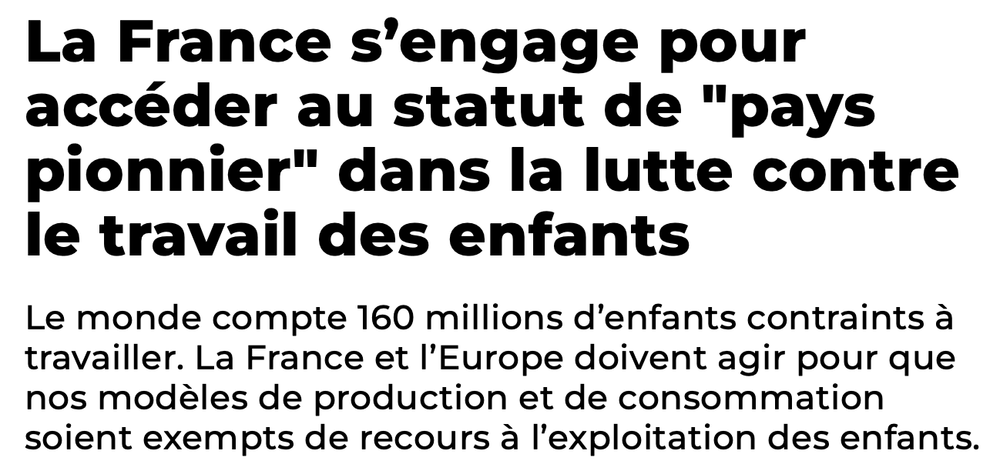 La France s’engage pour
accéder au statut de "pays
pionnier" dans la lutte contre
le travail des enfants
Le monde compte 160 millions d’enfants contraints à
travailler. La France et l’Europe doivent agir pour que
nos modèles de production et de consommation
soient exempts de recours à l’exploitation des enfants.